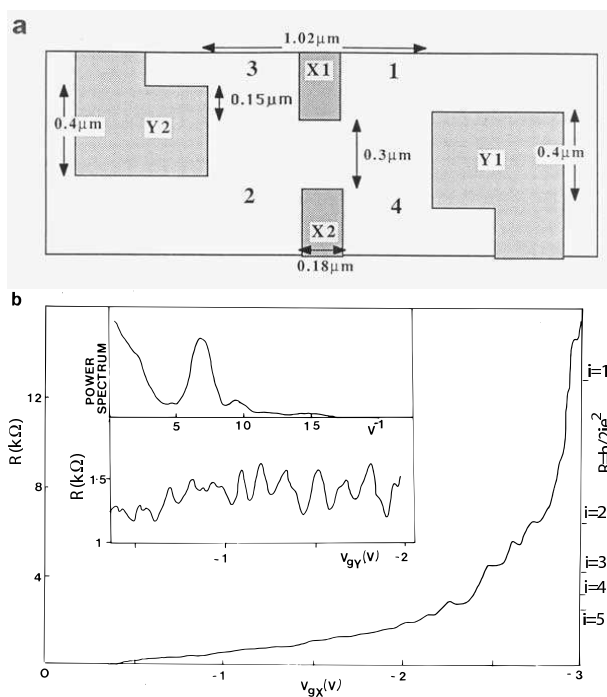 a
1.02μm
3 X1 1
0.15μm
0.4μm Y2
0.3μm Y1 0.4μm
2 4
X2
0.18μm
b
POWER
SPECTRUM
5 10 15 V⁻¹
R(kΩ)
1·5
1
-1 VgY(V) -2
R(kΩ)
12
8
4
0 -1 -2 -3
VgX(V)
i=1
R=h/2ie²
i=2
i=3
i=4
i=5